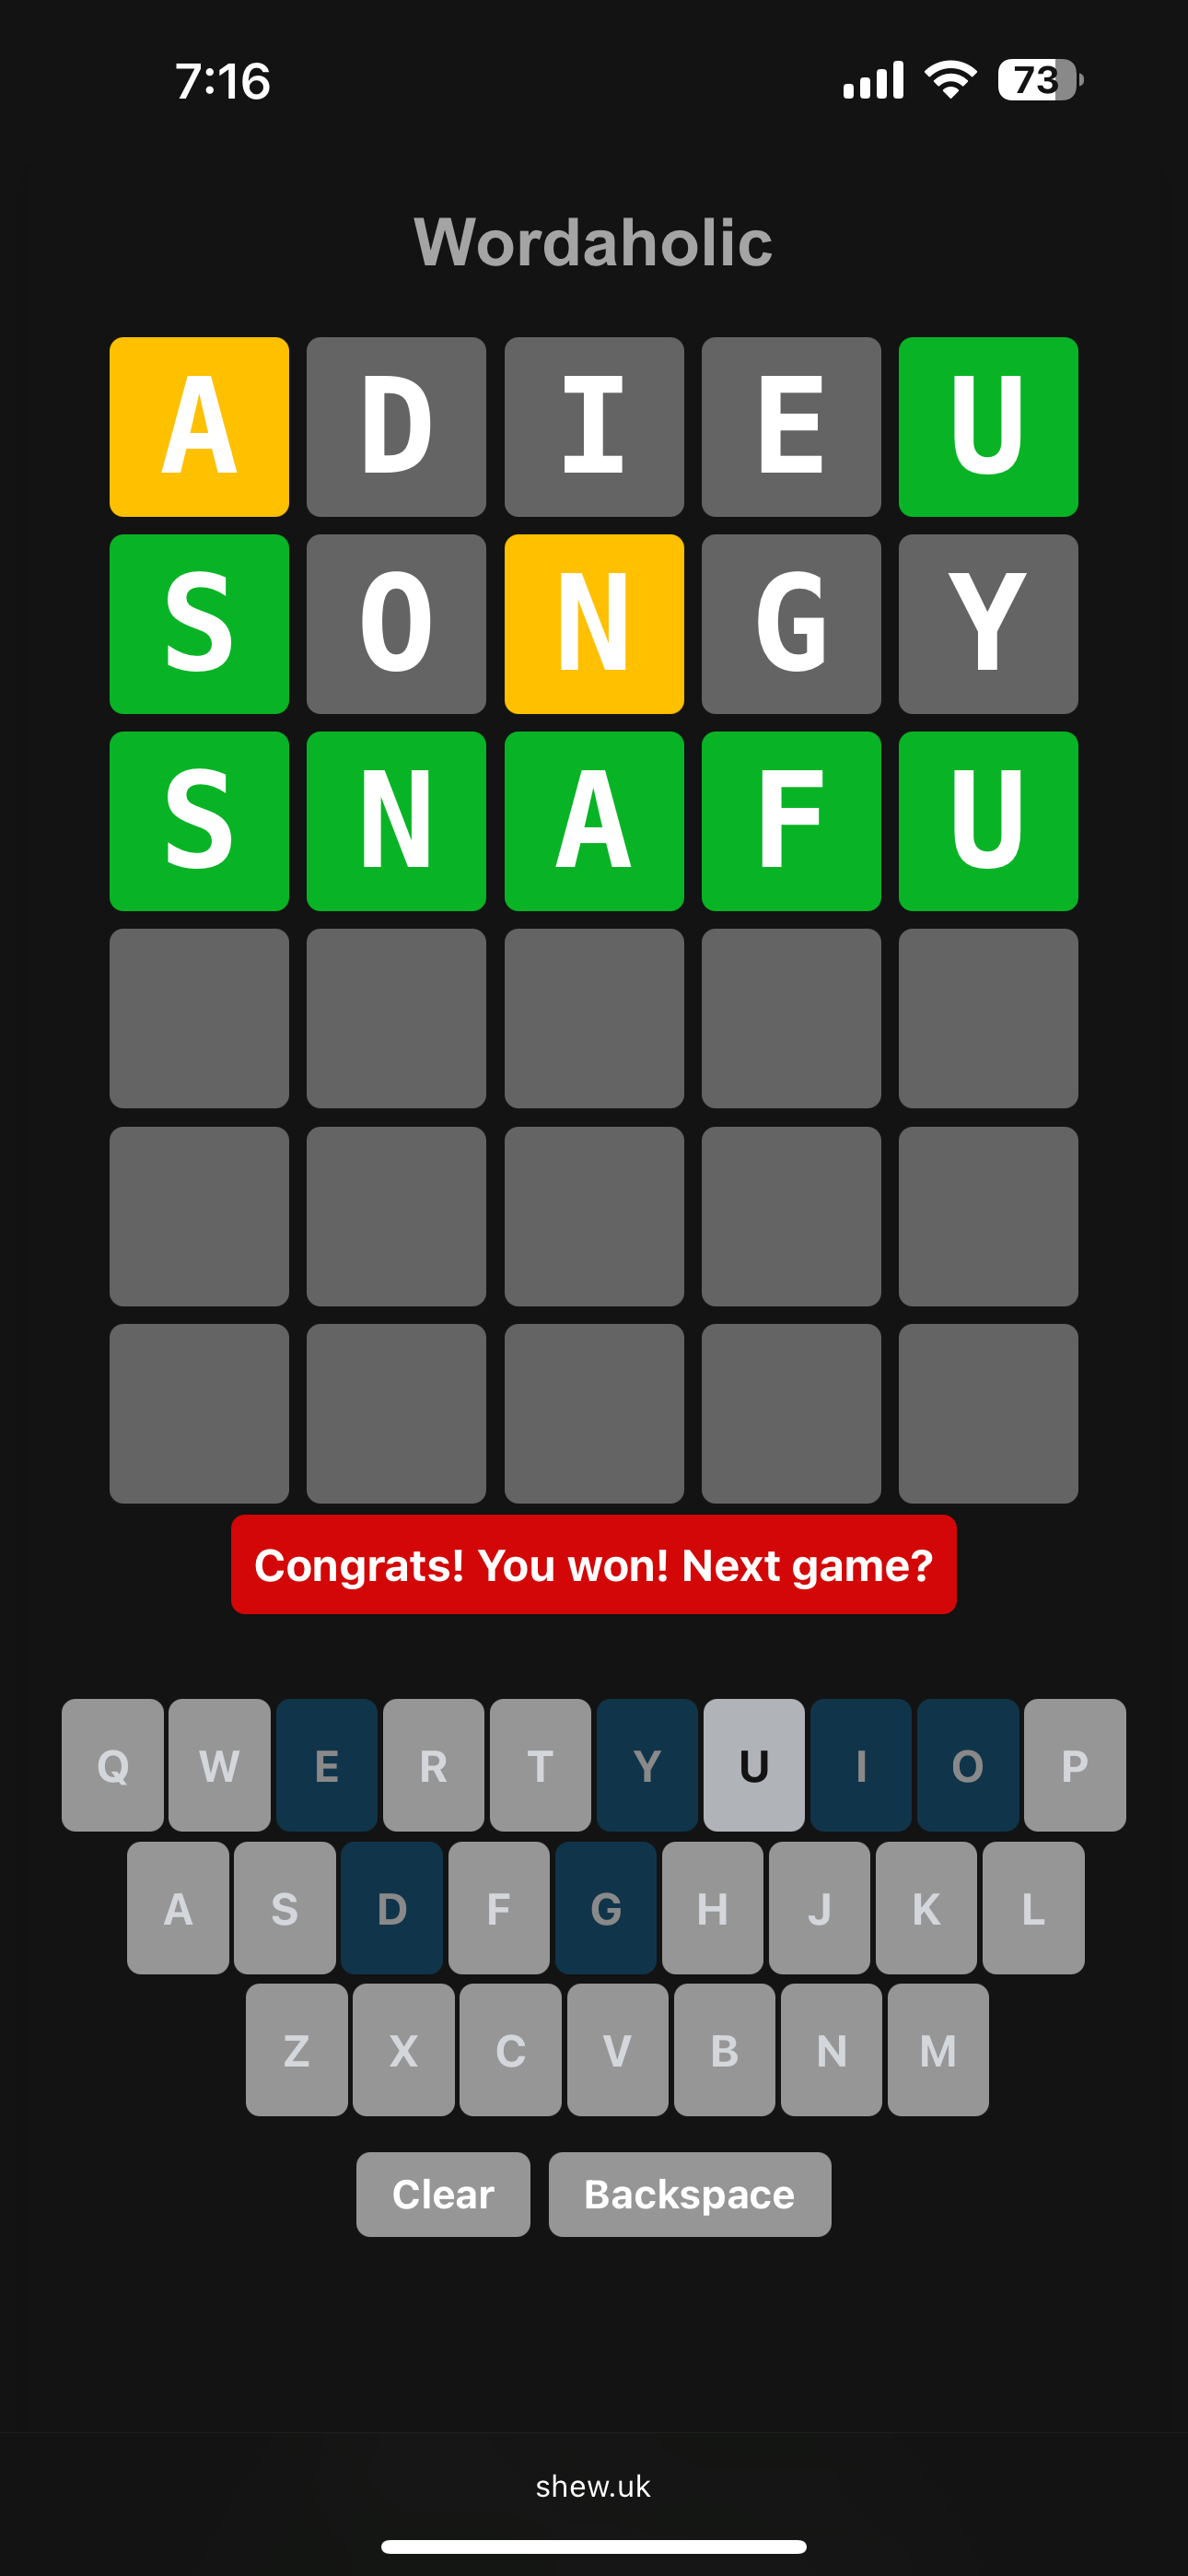 7:16 73
Wordaholic
A D I E U
S O N G Y
S N A F U
Congrats! You won! Next game?
Q W E R T Y U I O P
A S D F G H J K L
Z X C V B N M
Clear Backspace
shew.uk